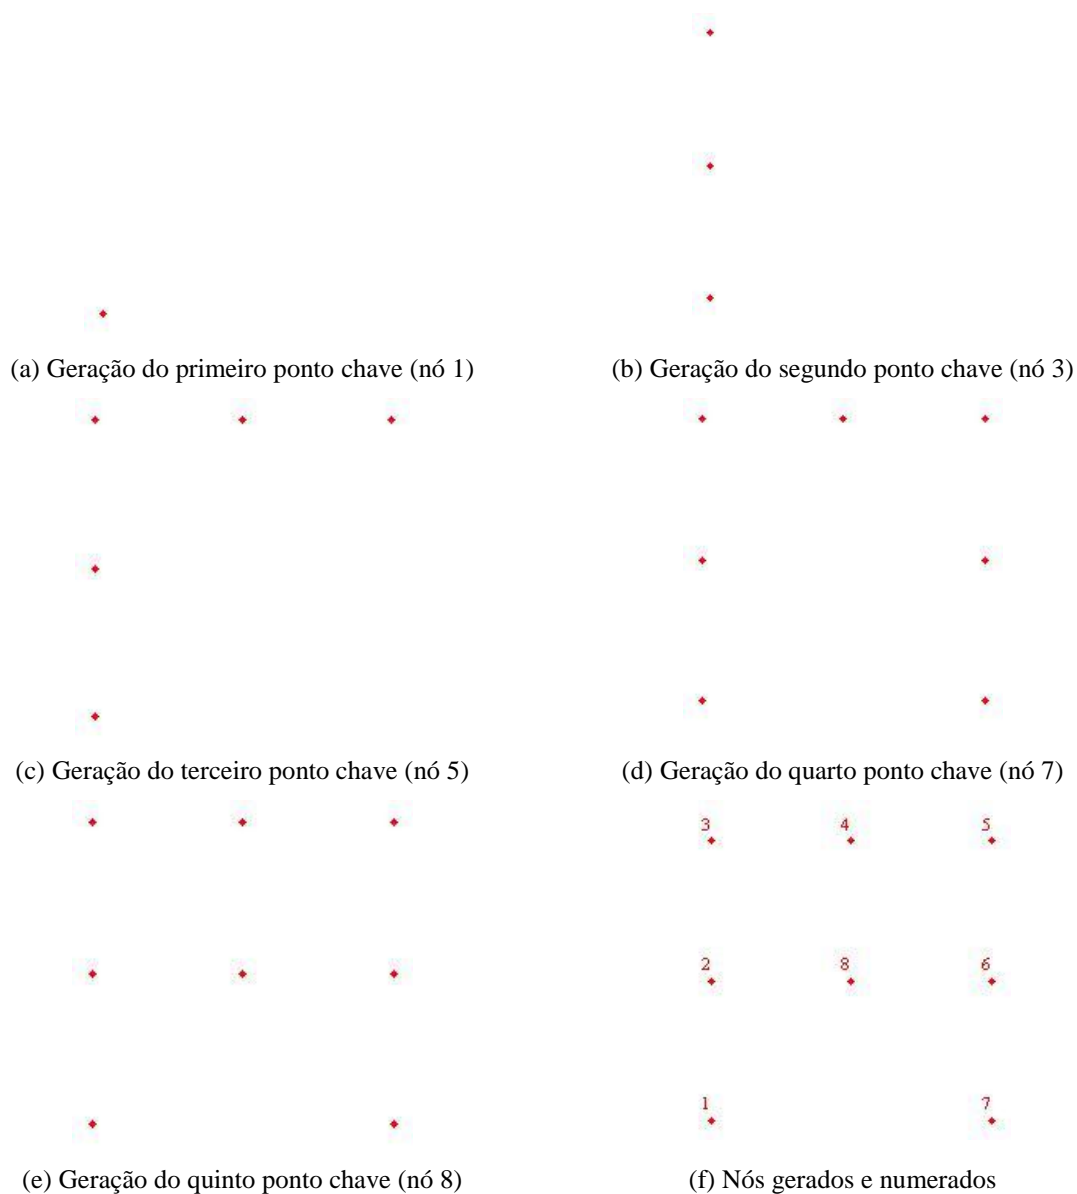 (a) Geração do primeiro ponto chave (nó 1)
(b) Geração do segundo ponto chave (nó 3)
(c) Geração do terceiro ponto chave (nó 5)
(d) Geração do quarto ponto chave (nó 7)
3 4 5
2 8 6
1 7
(e) Geração do quinto ponto chave (nó 8)
(f) Nós gerados e numerados